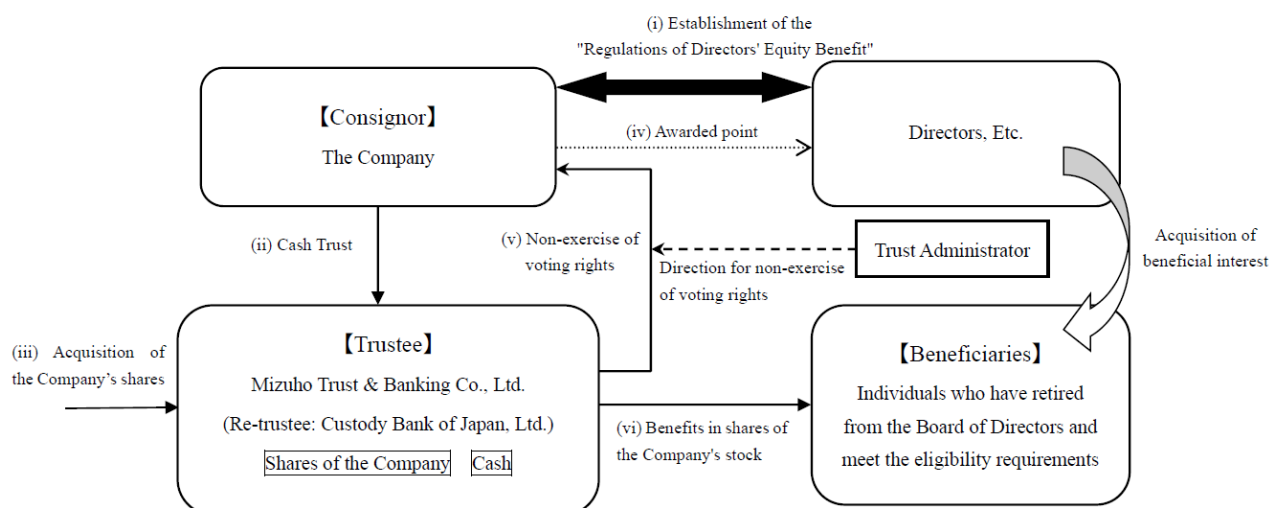 (i) Establishment of the
"Regulations of Directors' Equity Benefit"
【Consignor】
The Company
(iv) Awarded point
Directors, Etc.
(ii) Cash Trust
(v) Non-exercise of
voting rights
Direction for non-exercise
of voting rights
Trust Administrator
Acquisition of
beneficial interest
(iii) Acquisition of
the Company's shares
【Trustee】
Mizuho Trust & Banking Co., Ltd.
(Re-trustee: Custody Bank of Japan, Ltd.)
Shares of the Company Cash
(vi) Benefits in shares of
the Company's stock
【Beneficiaries】
Individuals who have retired
from the Board of Directors and
meet the eligibility requirements